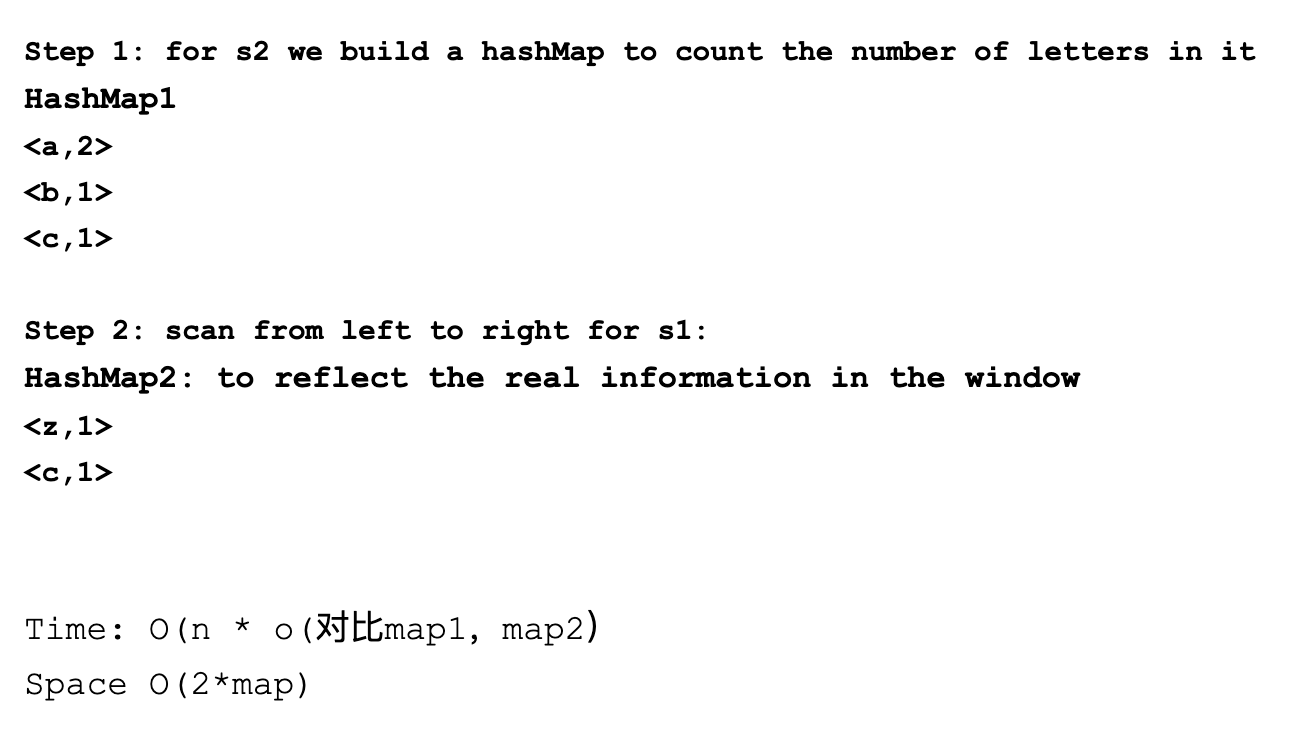 Step 1: for s2 we build a hashMap to count the number of letters in it
HashMap1
<a,2>
<b,1>
<c,1>
Step 2: scan from left to right for s1:
HashMap2: to reflect the real information in the window
<z,1>
<c,1>
Time: O(n * o(对比map1, map2)
Space O(2*map)